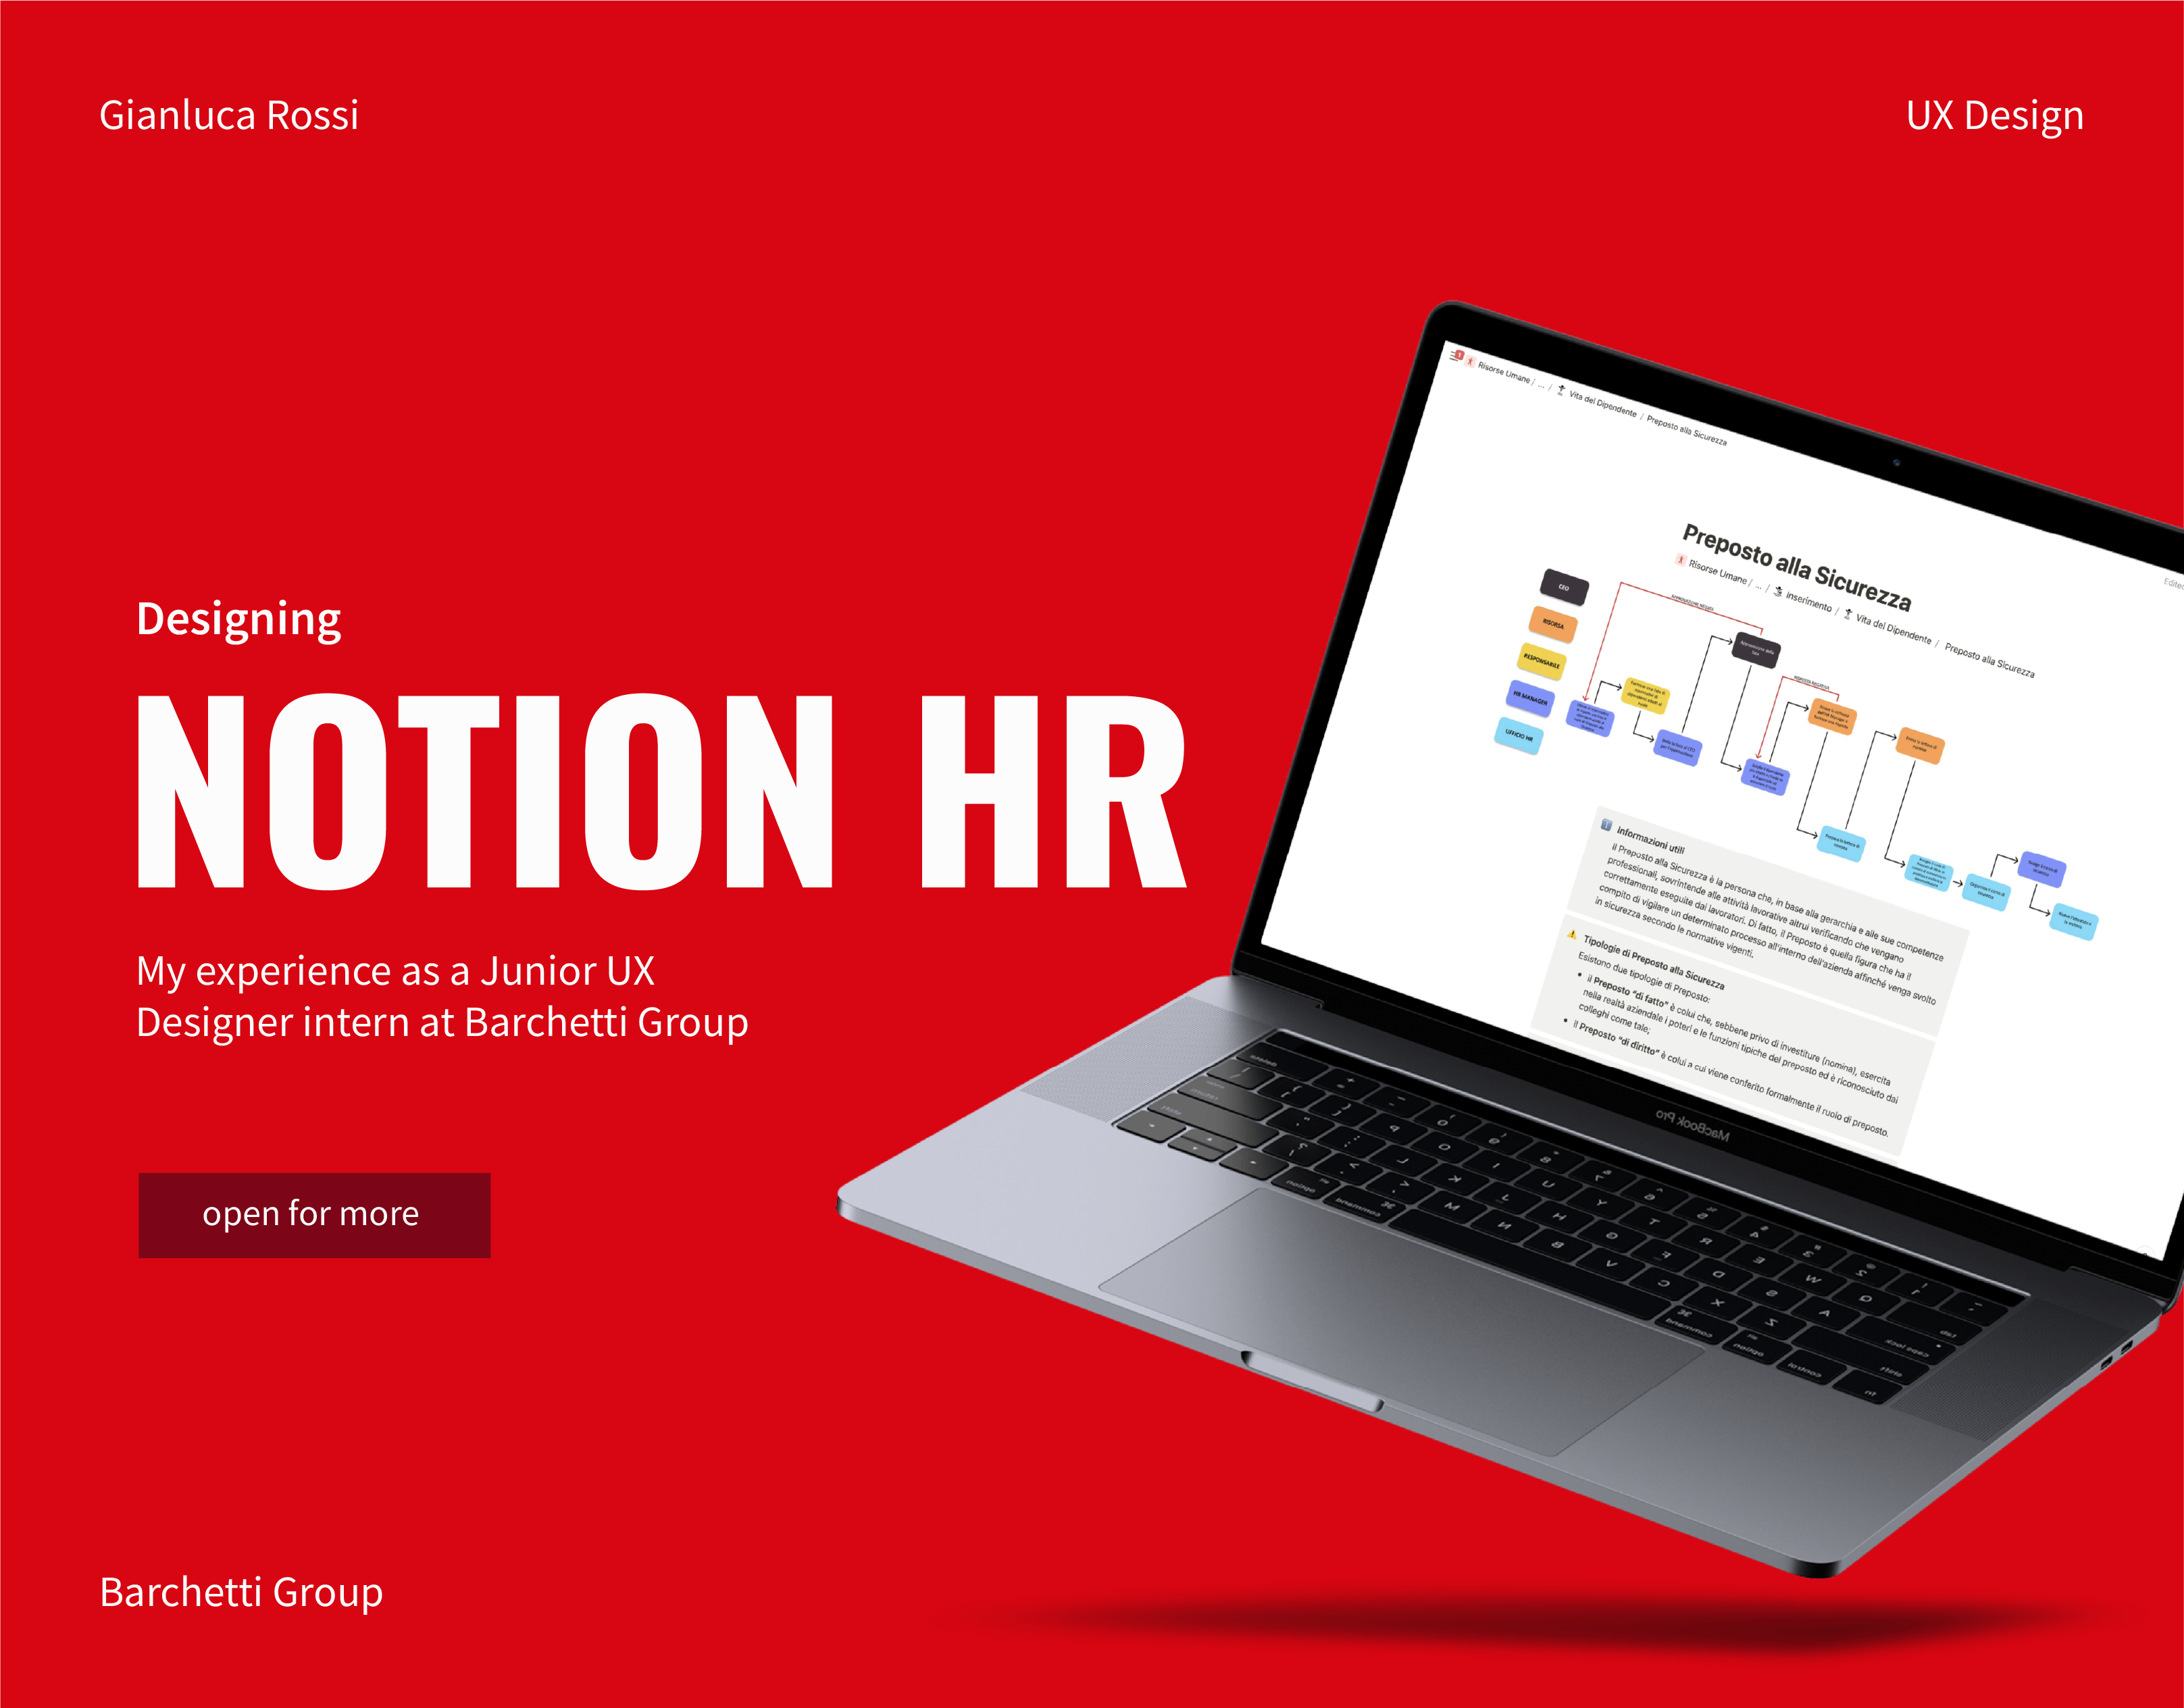 Gianluca Rossi
UX Design
Designing
NOTION HR
My experience as a Junior UX
Designer intern at Barchetti Group
open for more
Barchetti Group
1 Risorse Umane / ... / Vita del Dipendente / Preposto alla Sicurezza
Edited
Preposto alla Sicurezza
Risorse Umane / ... / inserimento / Vita del Dipendente / Preposto alla Sicurezza
CEO
RISORSA
RESPONSABILE
HR MANAGER
UFFICIO HR
informazioni utili
il Preposto alla Sicurezza è la persona che, in base alla gerarchia e alle sue competenze
professionali, sovrintende alle attività lavorative altrui verificando che vengano
correttamente eseguite dai lavoratori. Di fatto, il Preposto è quella figura che ha il
compito di vigilare un determinato processo all'interno dell'azienda affinché venga svolto
in sicurezza secondo le normative vigenti.
Tipologie di Preposto alla Sicurezza
Esistono due tipologie di Preposto:
• il Preposto “di fatto” è colui che, sebbene privo di investiture (nomina), esercita
nella realtà aziendale i poteri e le funzioni tipiche del preposto ed è riconosciuto dai
colleghi come tale;
• il Preposto “di diritto” è colui a cui viene conferito formalmente il ruolo di preposto.
MacBook Pro